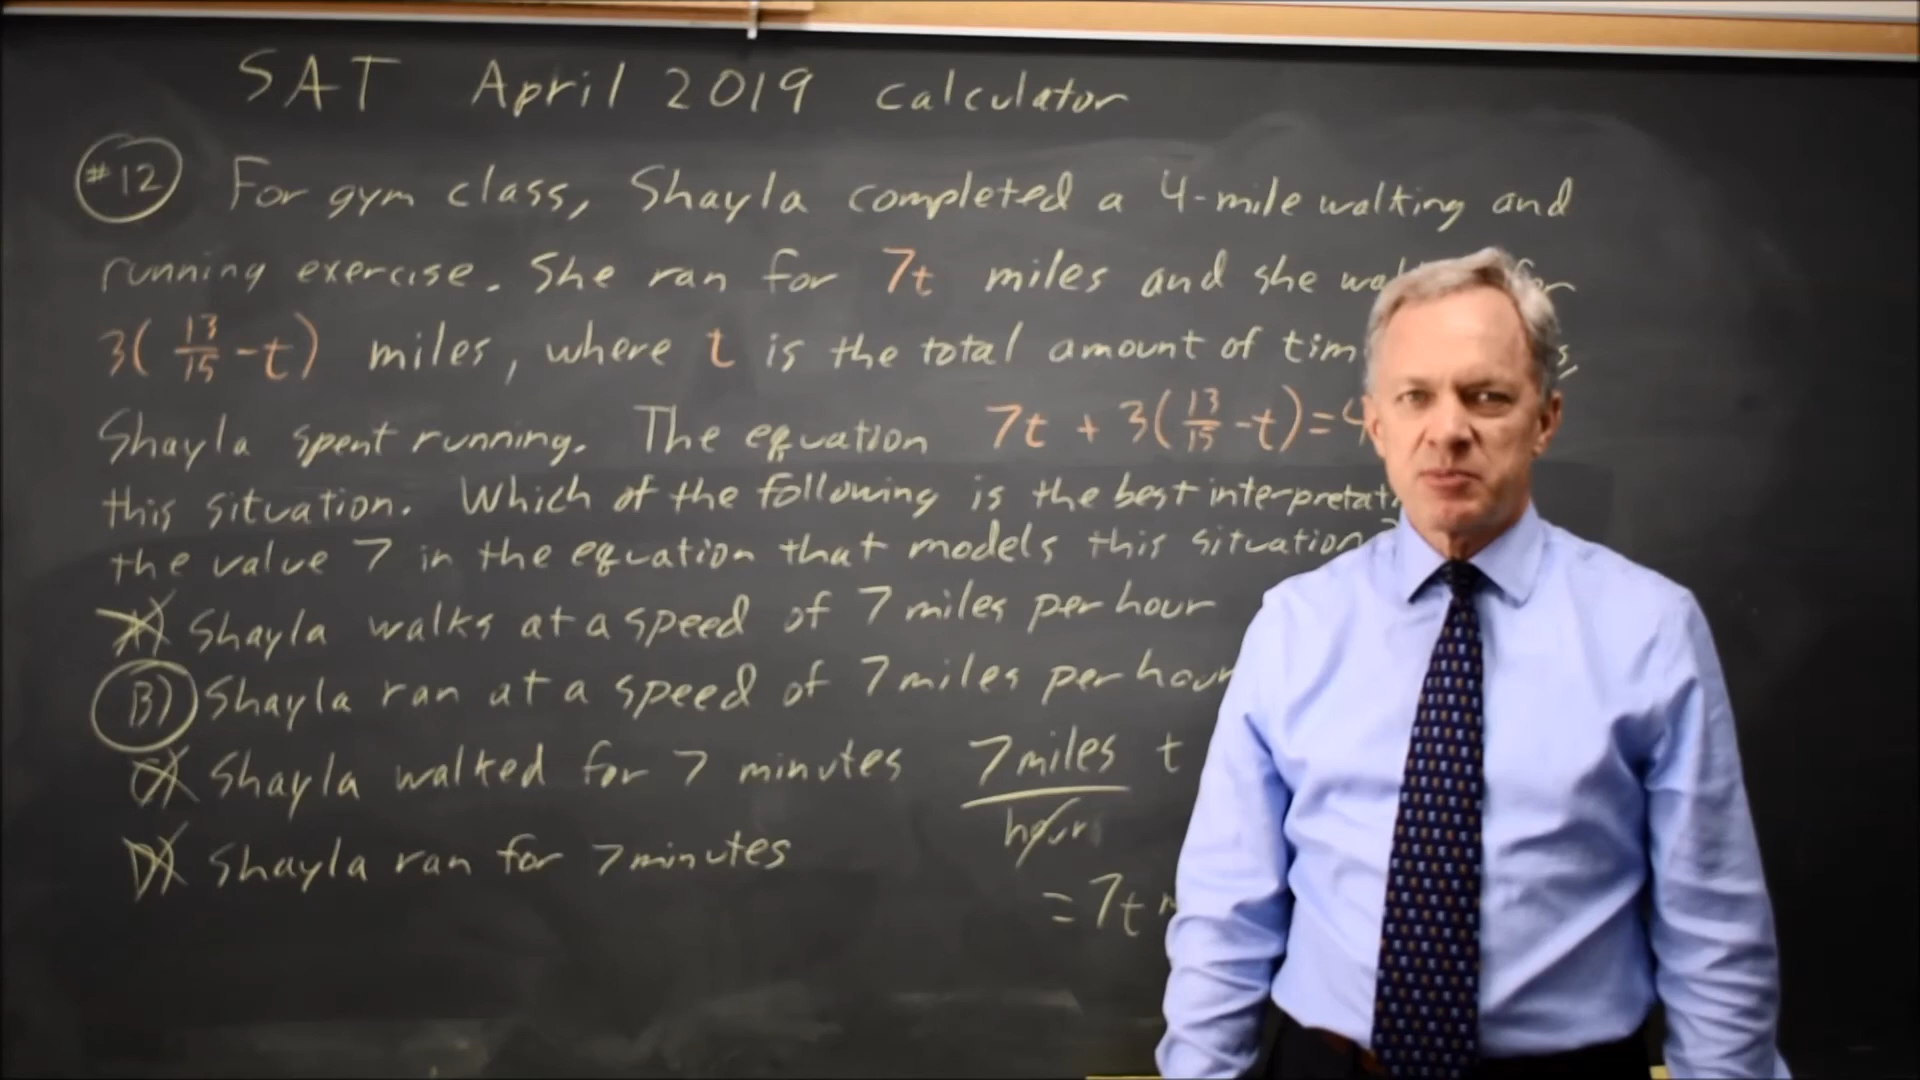 SAT April 2019 calculator
#12 For gym class, Shayla completed a 4-mile walking and
running exercise. She ran for 7t miles and she
3(13/15 - t) miles, where t is the total amount of
Shayla spent running. The equation 7t + 3(13/15 - t) = 4
this situation. Which of the following is the best
the value 7 in the equation that models this situation?
A) Shayla walks at a speed of 7 miles per hour
B) Shayla ran at a speed of 7 miles per hour
C) Shayla walked for 7 minutes
D) Shayla ran for 7 minutes
7 miles t
hour
= 7t